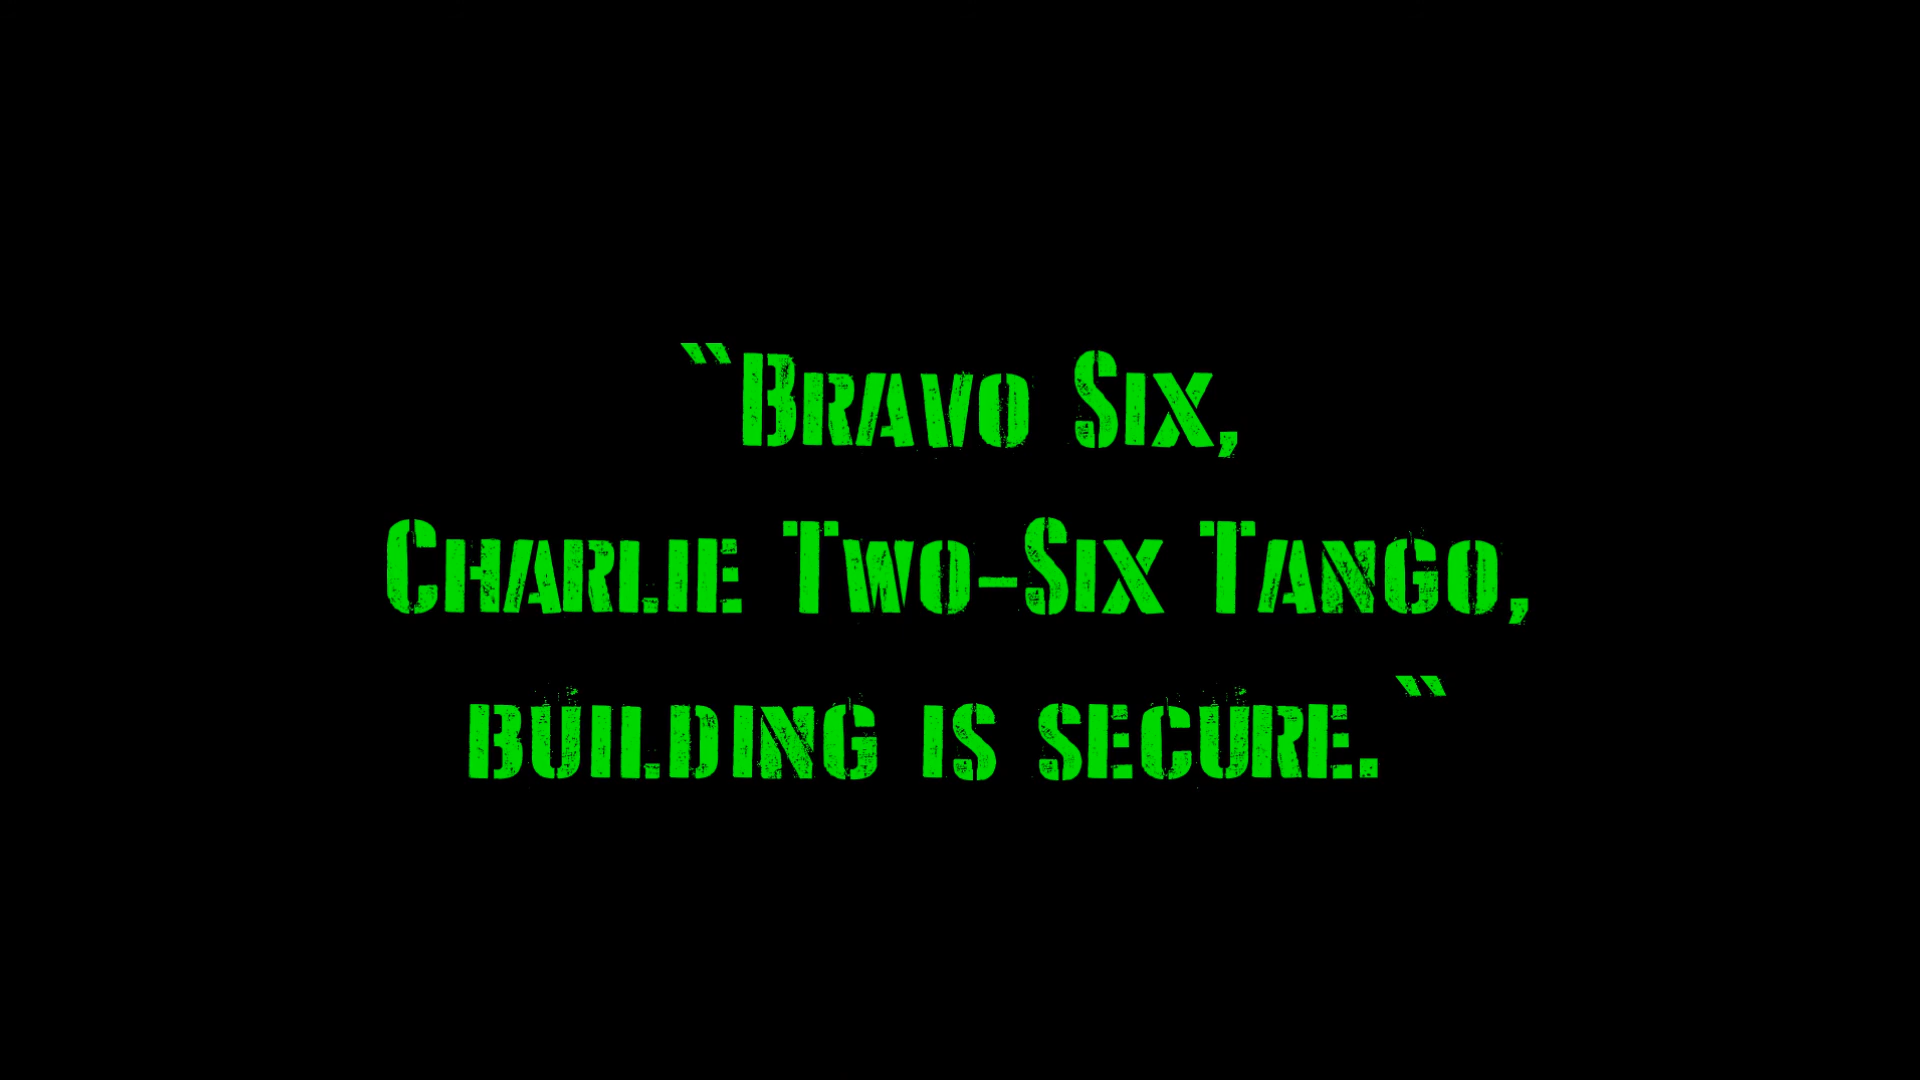 ``Bravo Six,
Charlie Two-Six Tango,
building is secure.``